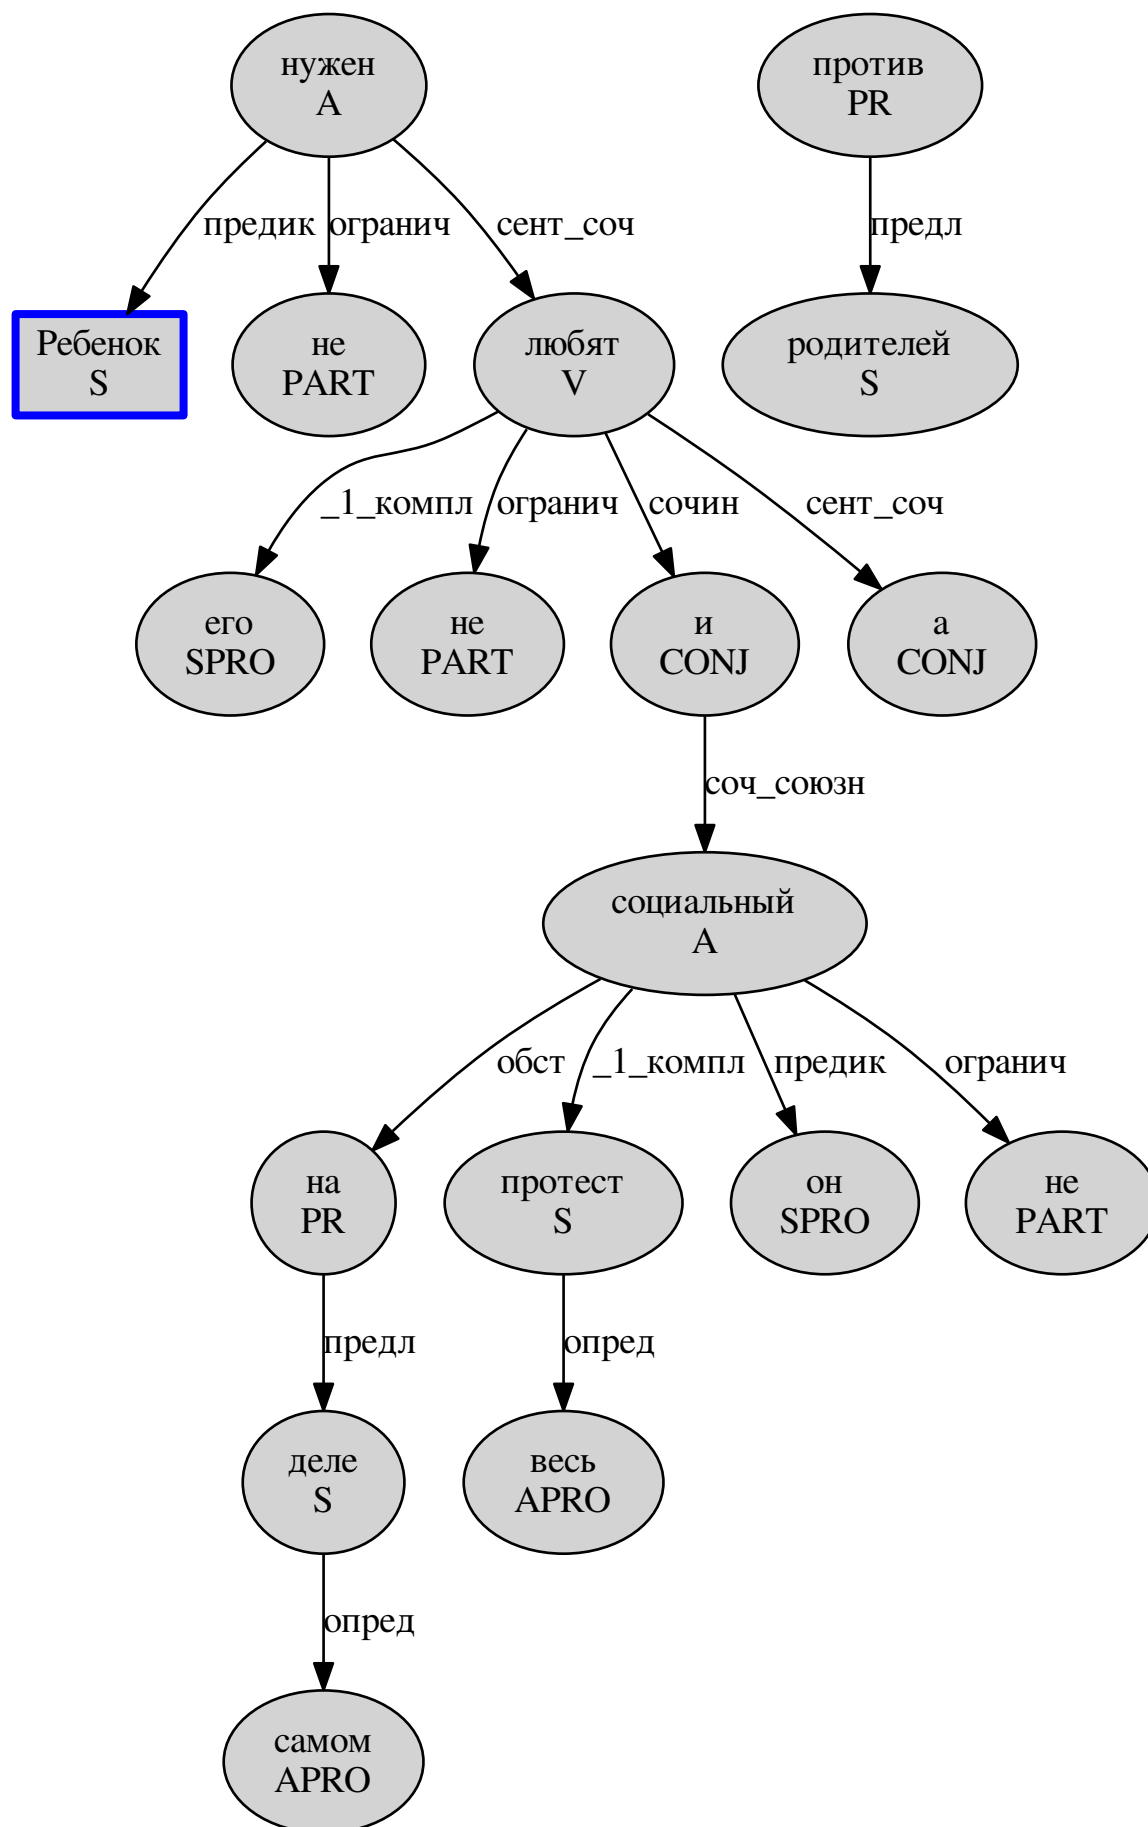 нужен
A
против
PR
предик
огранич
сент_соч
предл
Ребенок
S
не
PART
любят
V
родителей
S
_1_компл
огранич
сочин
сент_соч
его
SPRO
не
PART
и
CONJ
а
CONJ
соч_союзн
социальный
A
обст
_1_компл
предик
огранич
на
PR
протест
S
он
SPRO
не
PART
предл
опред
деле
S
весь
APRO
опред
самом
APRO